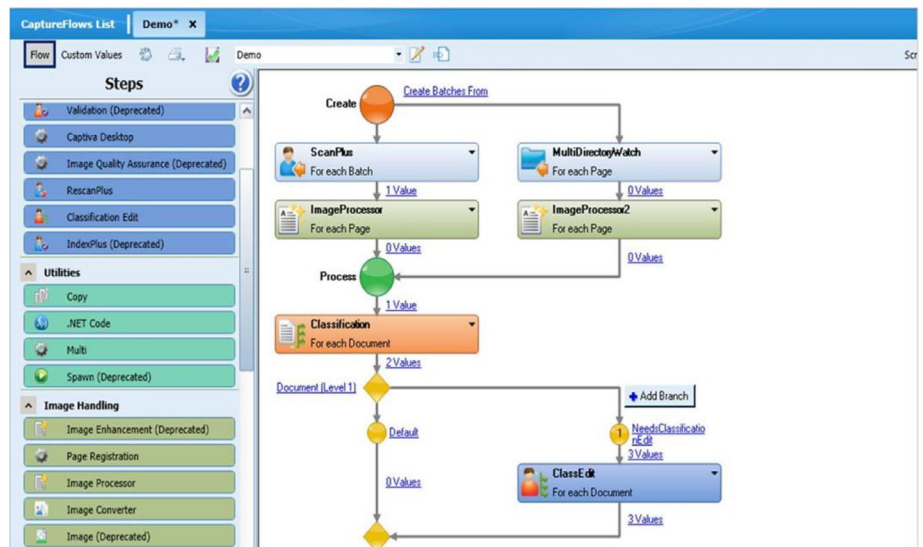 CaptureFlows List
Demo* x
Flow
Custom Values
Demo
Scr
Steps
Validation (Deprecated)
Captiva Desktop
Image Quality Assurance (Deprecated)
RescanPlus
Classification Edit
IndexPlus (Deprecated)
Utilities
Copy
.NET Code
Multi
Spawn (Deprecated)
Image Handling
Image Enhancement (Deprecated)
Page Registration
Image Processor
Image Converter
Image (Deprecated)
Create
Create Batches From
ScanPlus
For each Batch
1 Value
ImageProcessor
For each Page
0 Values
MultiDirectoryWatch
For each Page
0 Values
ImageProcessor2
For each Page
0 Values
Process
1 Value
Classification
For each Document
2 Values
Document (Level 1)
Default
0 Values
Add Branch
1
NeedsClassificatio
nEdit
3 Values
ClassEdit
For each Document
3 Values